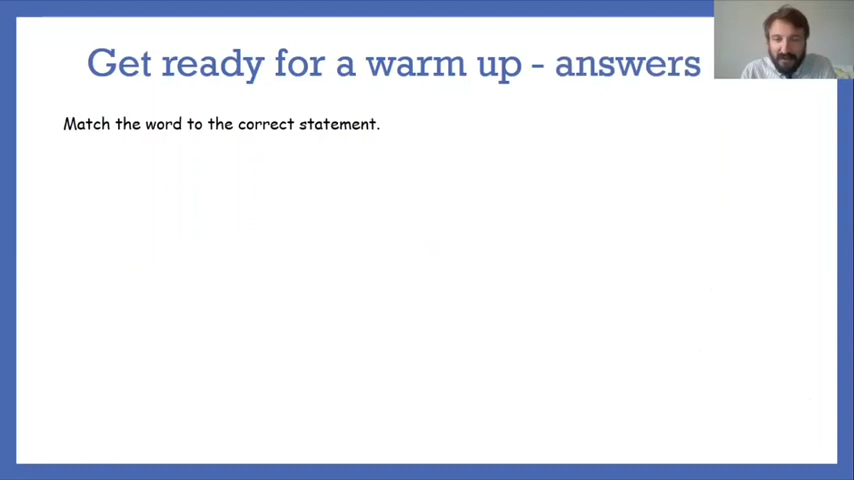 Get ready for a warm up - answers
Match the word to the correct statement.